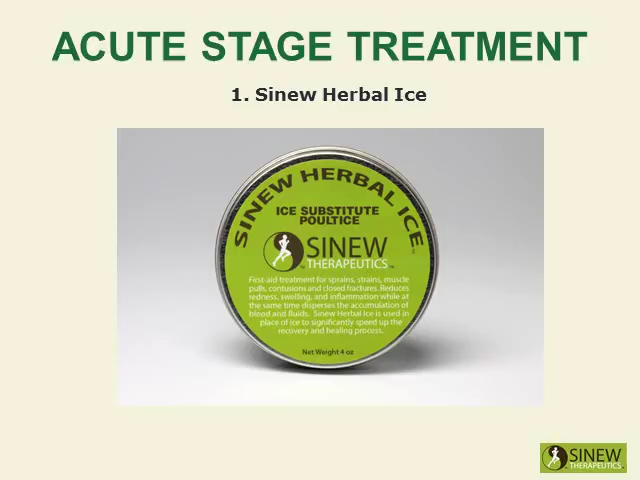 ACUTE STAGE TREATMENT
1. Sinew Herbal Ice
SINEW HERBAL ICE™
ICE SUBSTITUTE
POULTICE
SINEW
THERAPEUTICS™
First-aid treatment for sprains, strains, muscle
pulls, contusions and closed fractures. Reduces
redness, swelling, and inflammation while at
the same time disperses the accumulation of
blood and fluids. Sinew Herbal Ice is used in
place of ice to significantly speed up the
recovery and healing process.
Net Weight 4 oz
SINEW
THERAPEUTICS